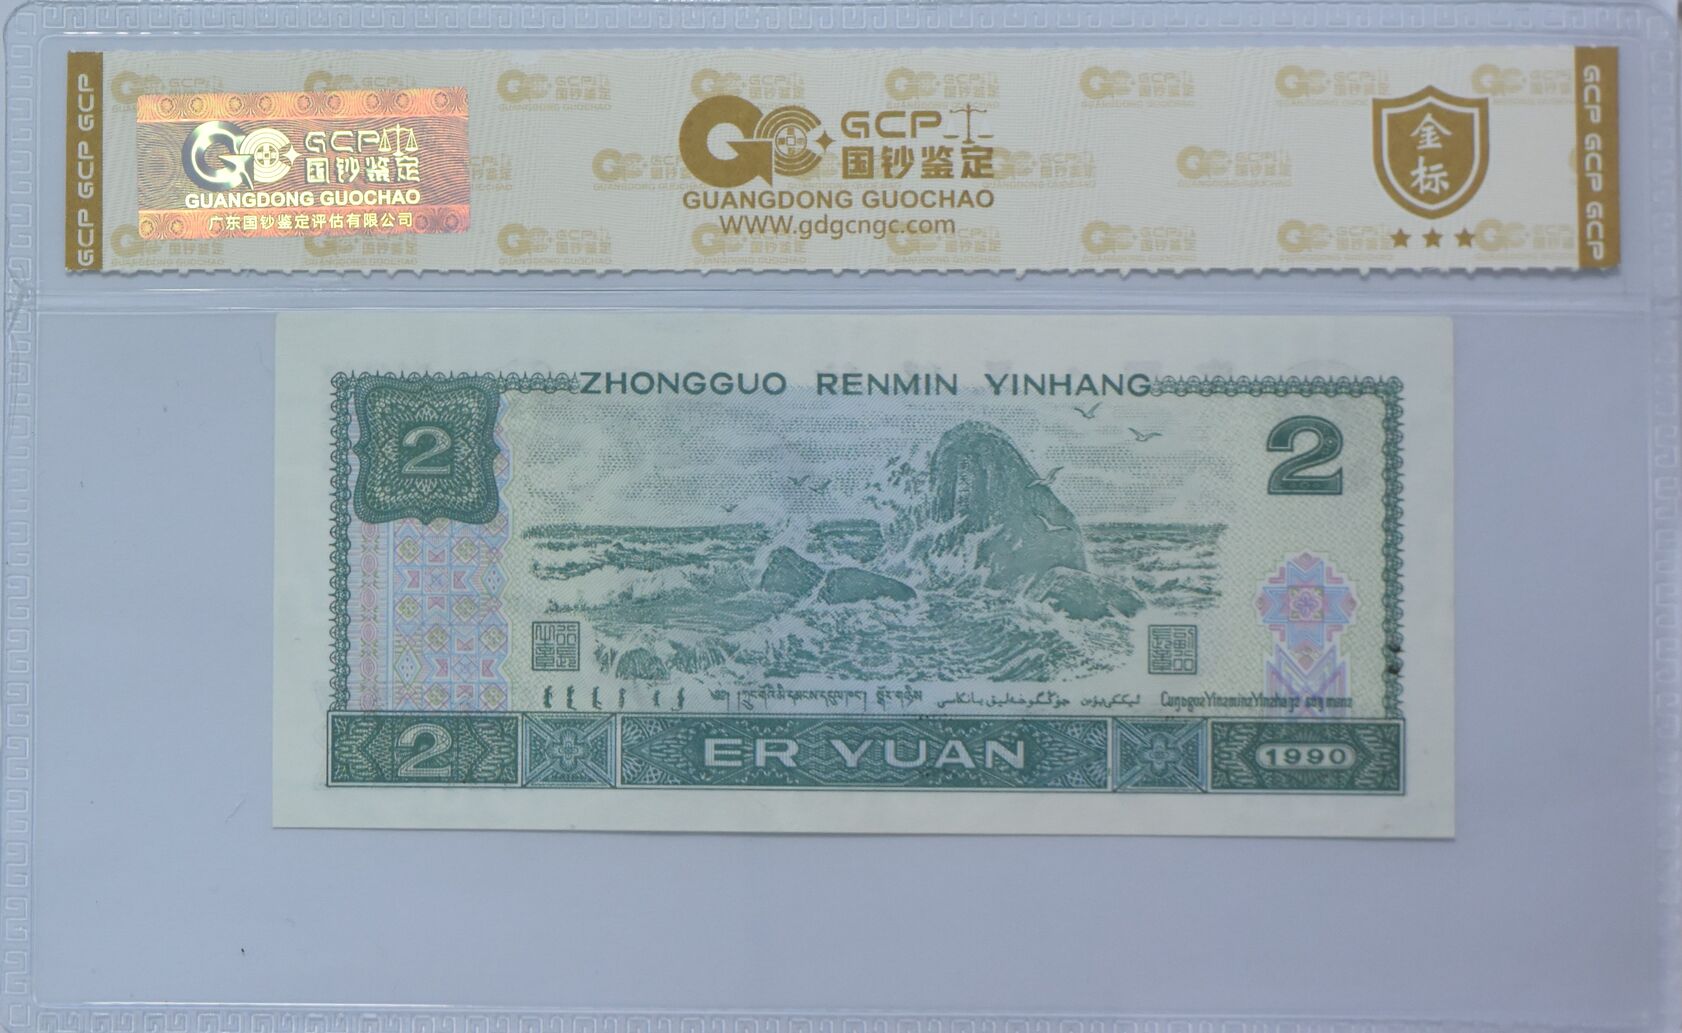 GCP GCP GCP
GCP
国钞鉴定
GUANGDONG GUOCHAO
广东国钞鉴定评估有限公司
GCP
国钞鉴定
GUANGDONG GUOCHAO
WWW.gdgcngc.com
金标
GCP GCP GCP
ZHONGGUO RENMIN YINHANG
2
2
2
ER YUAN
1990